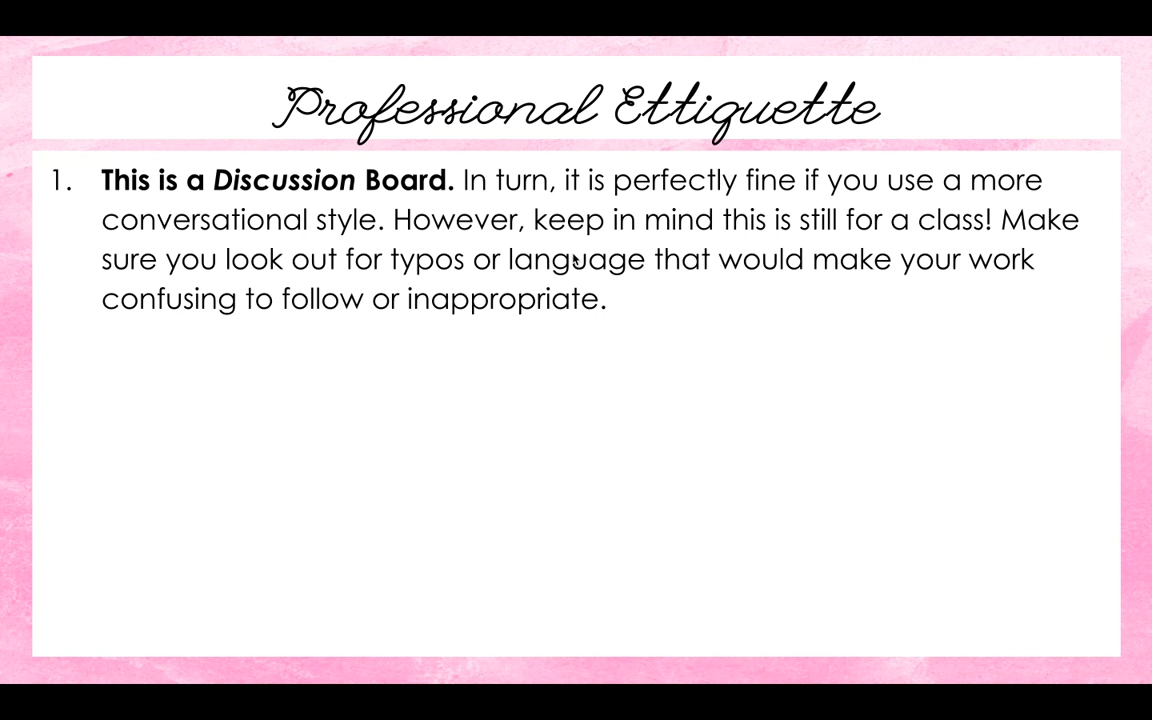 Professional Ettiquette
1. This is a Discussion Board. In turn, it is perfectly fine if you use a more
conversational style. However, keep in mind this is still for a class! Make
sure you look out for typos or language that would make your work
confusing to follow or inappropriate.